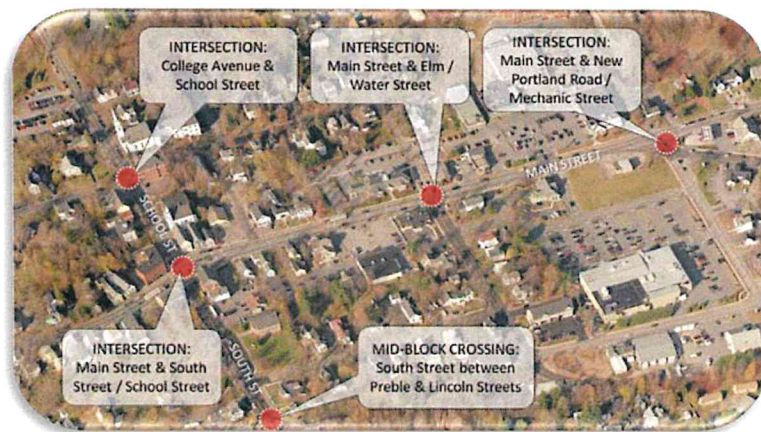 INTERSECTION:
College Avenue &
School Street
INTERSECTION:
Main Street & Elm /
Water Street
INTERSECTION:
Main Street & New
Portland Road /
Mechanic Street
MAIN STREET
SCHOOL ST
INTERSECTION:
Main Street & South
Street / School Street
SOUTH ST
MID-BLOCK CROSSING:
South Street between
Preble & Lincoln Streets